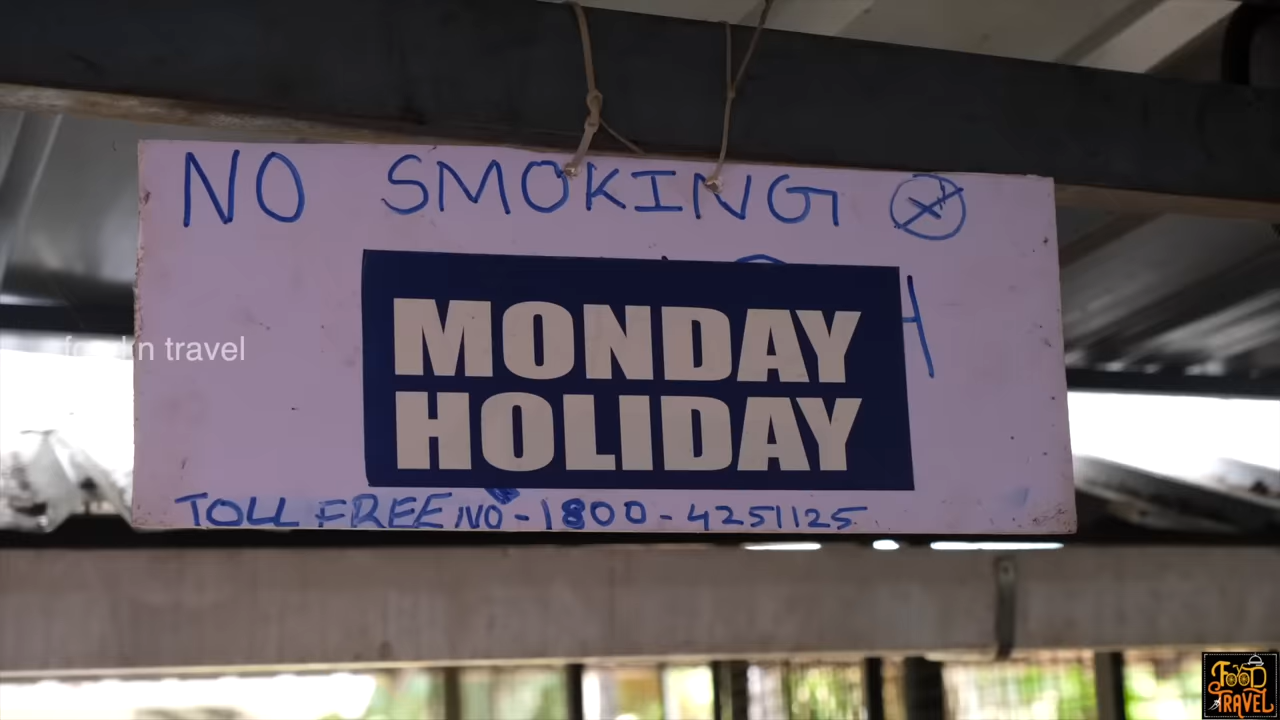 NO SMOKING
MONDAY
HOLIDAY
TOLL FREE NO - 1800 - 4251125
food n travel
FOOD
TRAVEL